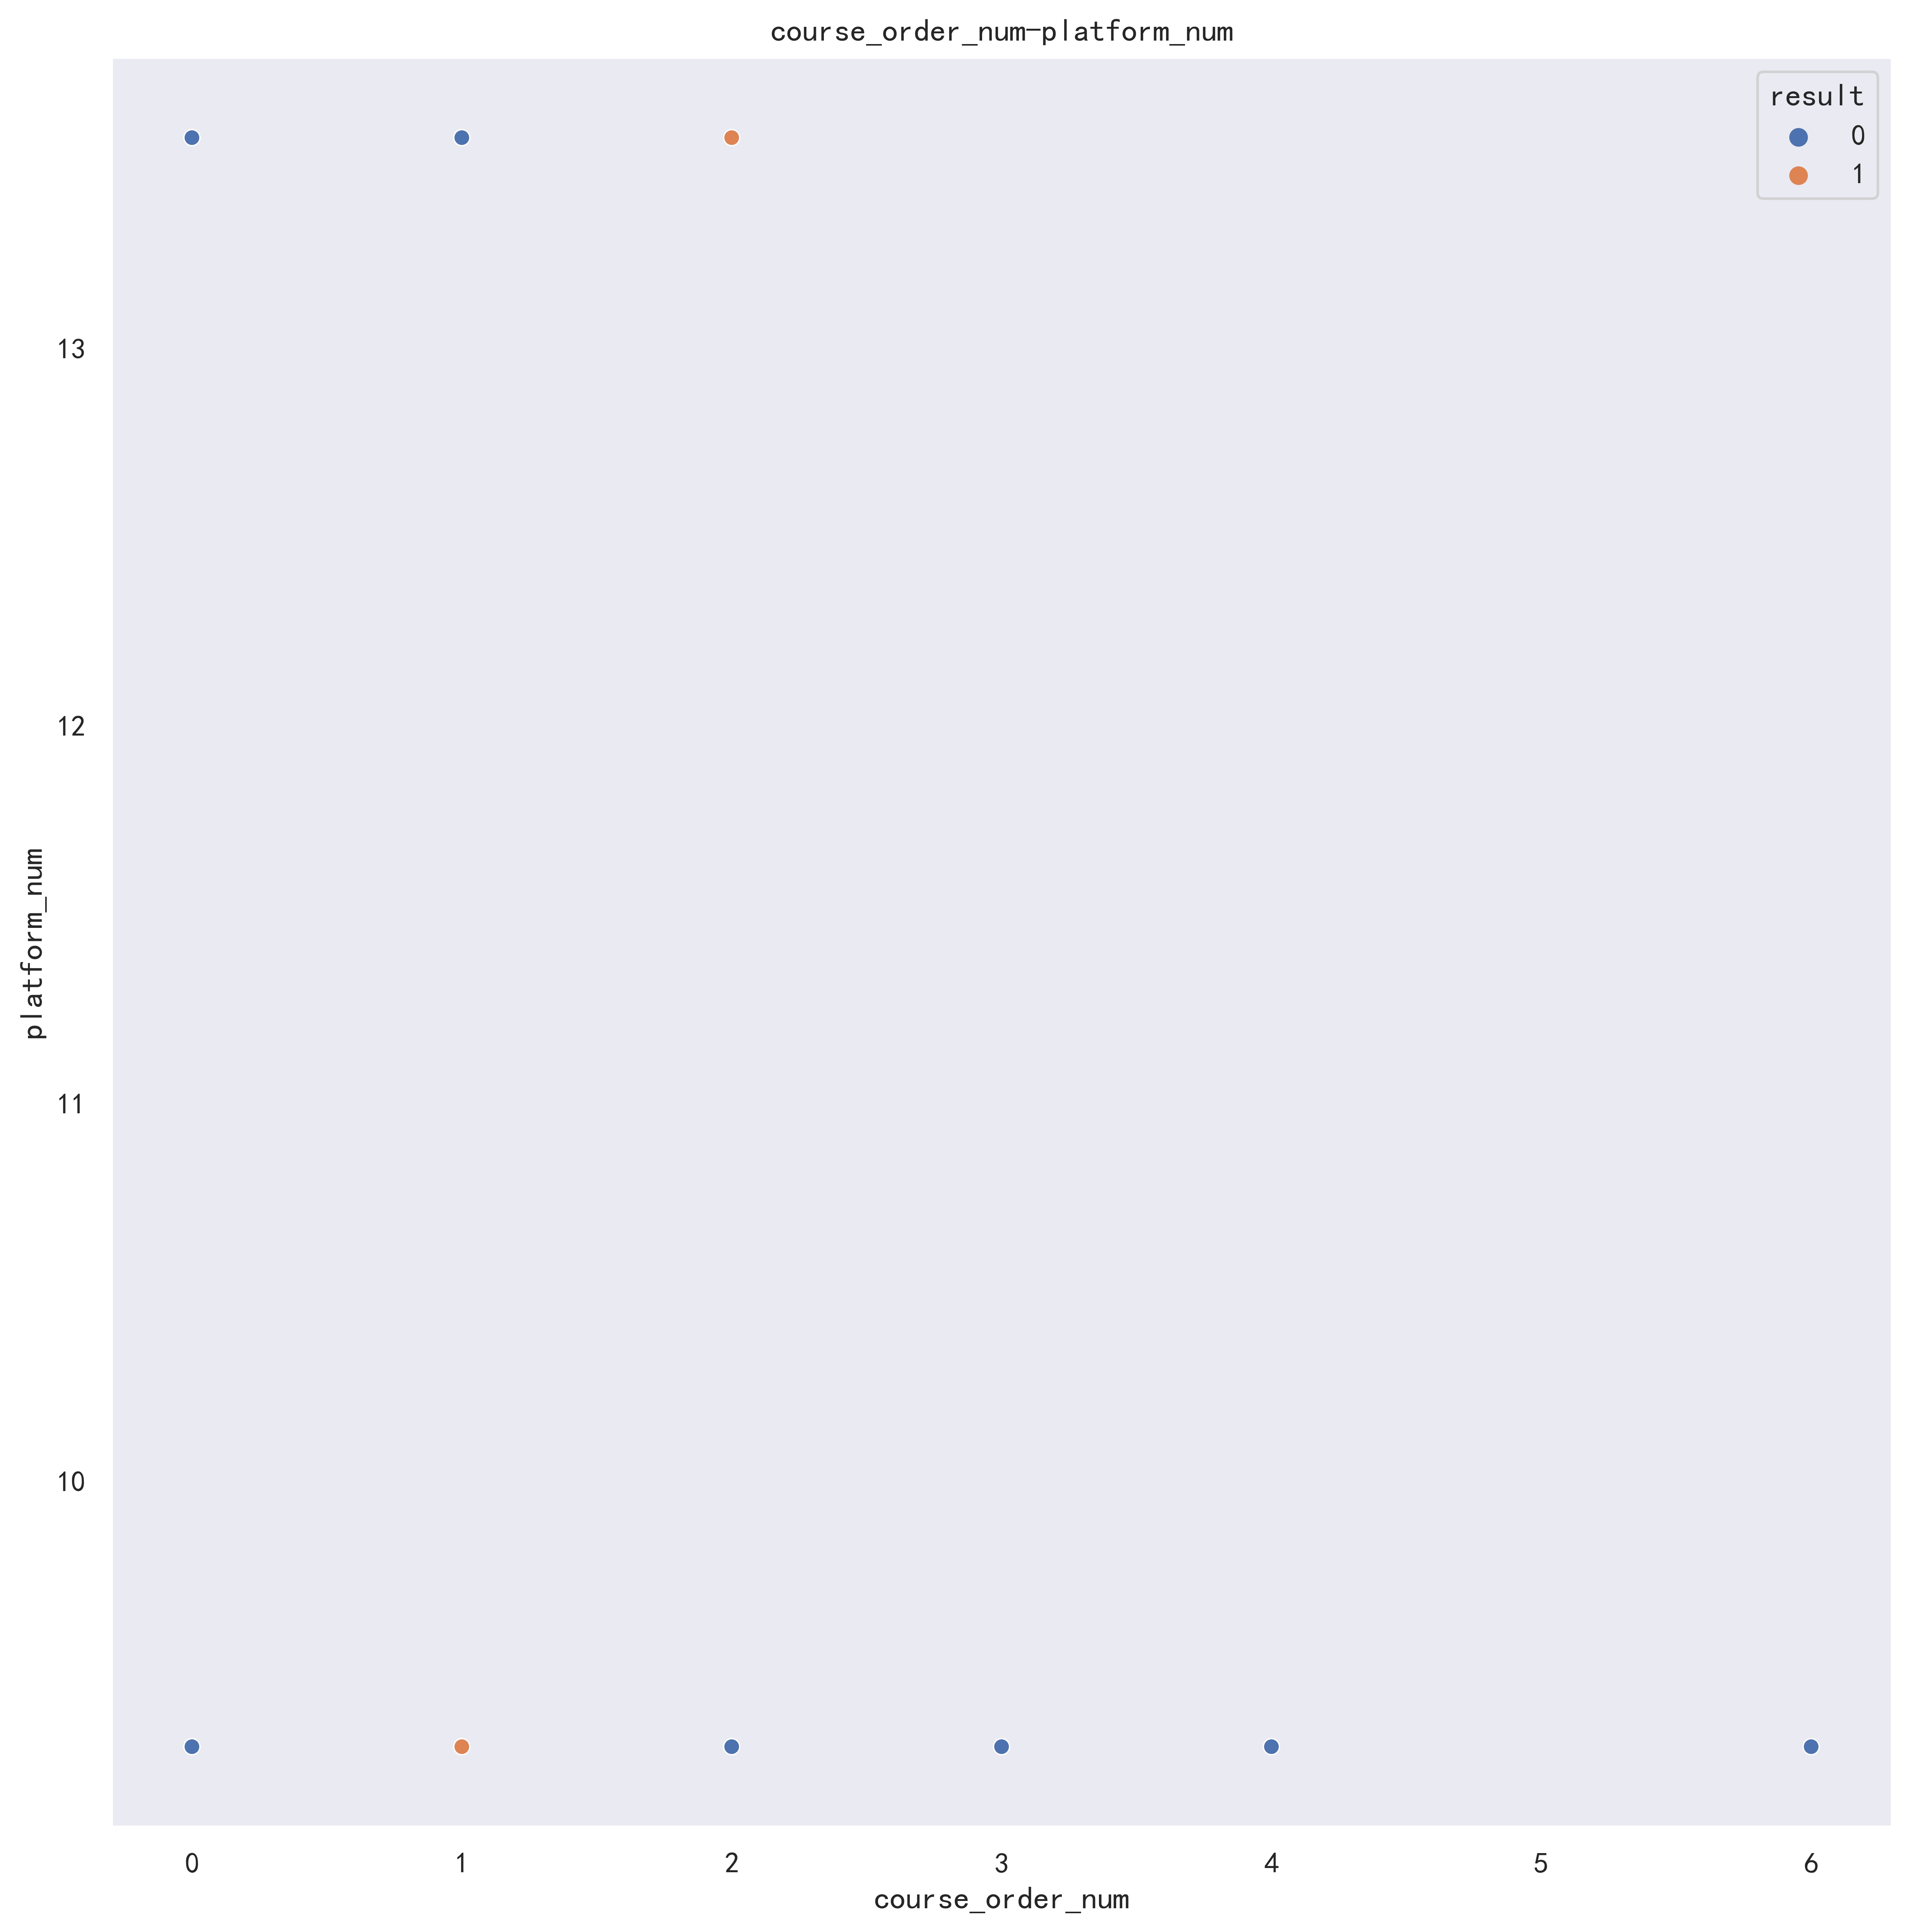 course_order_num-platform_num
result
0
1
13
12
11
10
platform_num
0 1 2 3 4 5 6
course_order_num